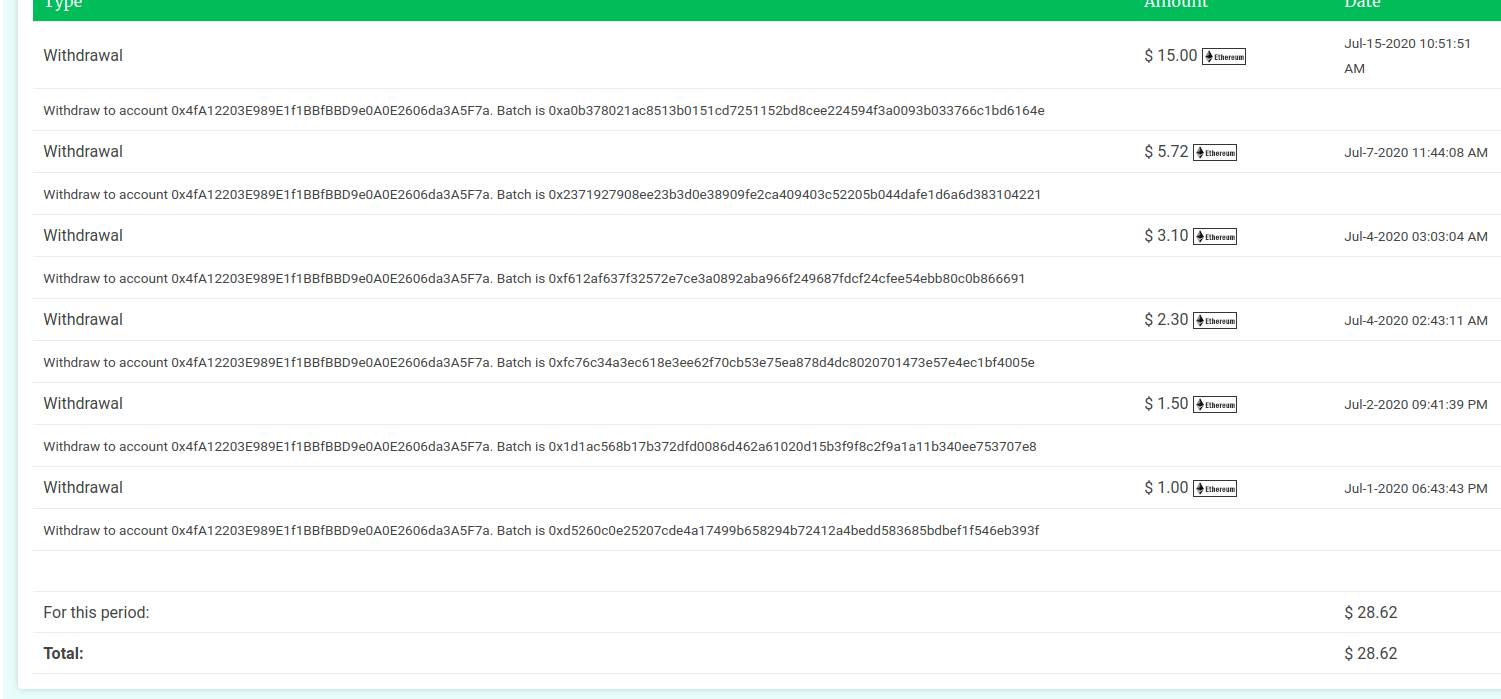 Type Amount Date
Withdrawal $ 15.00 Ethereum Jul-15-2020 10:51:51
AM
Withdraw to account 0x4fA12203E989E1f1BBfBBD9e0A0E2606da3A5F7a. Batch is 0xa0b378021ac8513b0151cd7251152bd8cee224594f3a0093b033766c1bd6164e
Withdrawal $ 5.72 Ethereum Jul-7-2020 11:44:08 AM
Withdraw to account 0x4fA12203E989E1f1BBfBBD9e0A0E2606da3A5F7a. Batch is 0x2371927908ee23b3d0e38909fe2ca409403c52205b044dafe1d6a6d383104221
Withdrawal $ 3.10 Ethereum Jul-4-2020 03:03:04 AM
Withdraw to account 0x4fA12203E989E1f1BBfBBD9e0A0E2606da3A5F7a. Batch is 0xf612af637f32572e7ce3a0892aba966f249687fdcf24cfee54ebb80c0b866691
Withdrawal $ 2.30 Ethereum Jul-4-2020 02:43:11 AM
Withdraw to account 0x4fA12203E989E1f1BBfBBD9e0A0E2606da3A5F7a. Batch is 0xfc76c34a3ec618e3ee62f70cb53e75ea878d4dc8020701473e57e4ec1bf4005e
Withdrawal $ 1.50 Ethereum Jul-2-2020 09:41:39 PM
Withdraw to account 0x4fA12203E989E1f1BBfBBD9e0A0E2606da3A5F7a. Batch is 0x1d1ac568b17b372dfd0086d462a61020d15b3f9f8c2f9a1a11b340ee753707e8
Withdrawal $ 1.00 Ethereum Jul-1-2020 06:43:43 PM
Withdraw to account 0x4fA12203E989E1f1BBfBBD9e0A0E2606da3A5F7a. Batch is 0xd5260c0e25207cde4a17499b658294b72412a4bedd583685bdbef1f546eb393f
For this period: $ 28.62
Total: $ 28.62